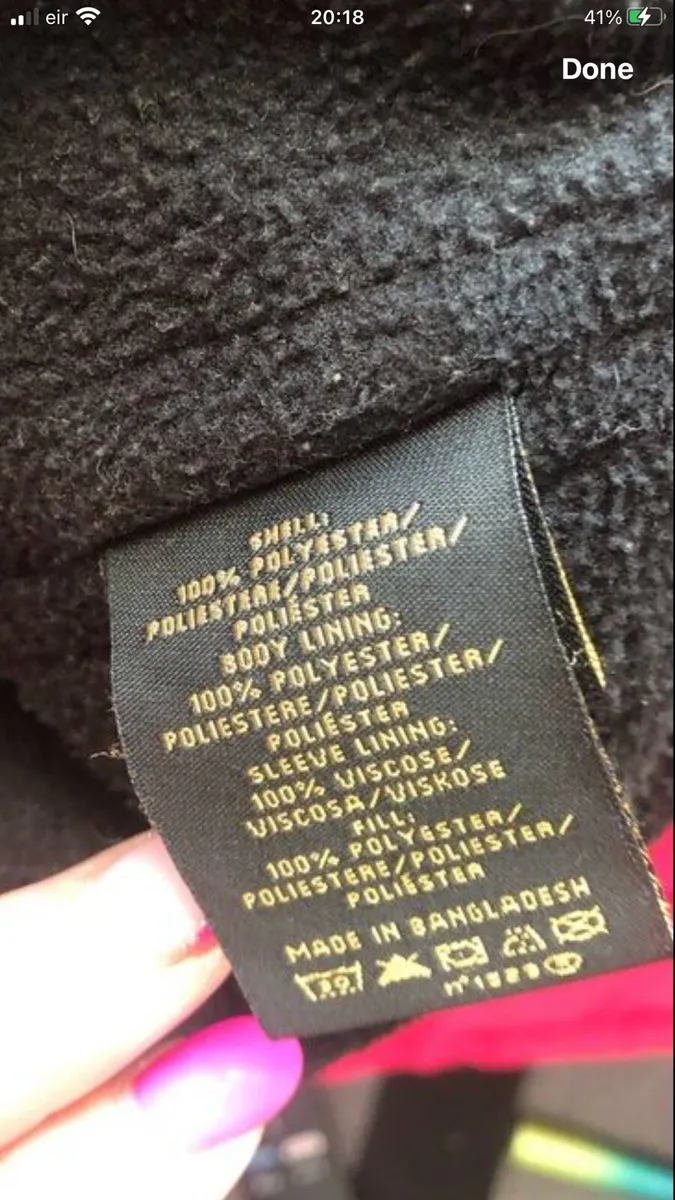 eir 20:18 41%
Done
SHELL:
100% POLYESTER/
POLIESTERE/POLIESTER/
POLIÉSTER
BODY LINING:
100% POLYESTER/
POLIESTERE/POLIESTER/
POLIÉSTER
SLEEVE LINING:
100% VISCOSE/
VISCOSA/VISKOSE
FILL:
100% POLYESTER/
POLIESTERE/POLIESTER/
POLIÉSTER
MADE IN BANGLADESH